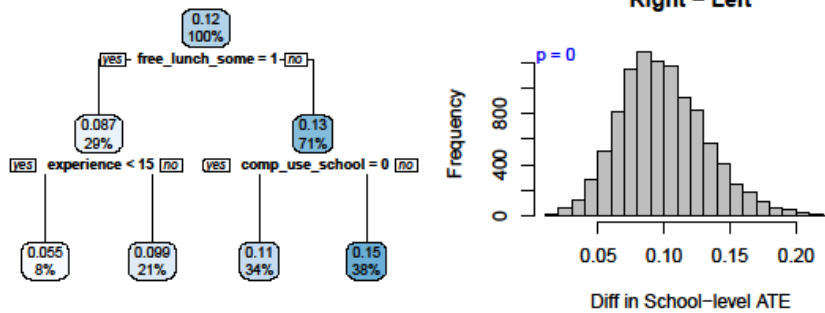 0.12
100%
yes free_lunch_some = 1 no
0.087
29%
0.13
71%
yes experience < 15 no
yes comp_use_school = 0 no
0.055
8%
0.099
21%
0.11
34%
0.15
38%
Right − Left
p = 0
Frequency
800
400
0
0.05 0.10 0.15 0.20
Diff in School−level ATE